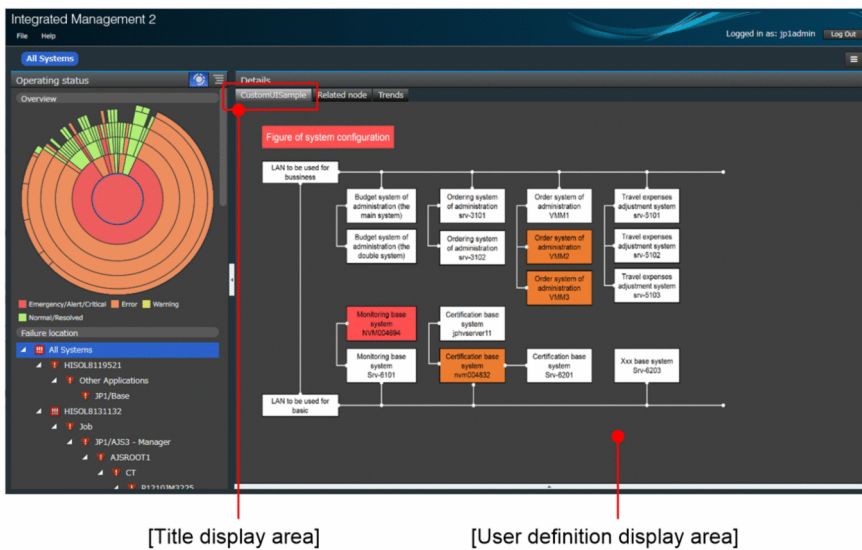 Integrated Management 2
File Help
Logged in as: jp1admin Log Out
All Systems
Operating status
Details
Overview
CustomUISample Related node Trends
Figure of system configuration
LAN to be used for
bussiness
Budget system of
administration (the
main system)
Ordering system
of administration
srv-3101
Order system of
administration
VMM1
Travel expenses
adjustment system
srv-5101
Budget system of
administration (the
double system)
Ordering system
of administration
srv-3102
Order system of
administration
VMM2
Travel expenses
adjustment system
srv-5102
Order system of
administration
VMM3
Travel expenses
adjustment system
srv-5103
Emergency/Alert/Critical Error Warning
Normal/Resolved
Monitoring base
system
NVM004694
Certification base
system
jphvserver11
Monitoring base
system
Srv-6101
Certification base
system
nvm004832
Certification base
system
Srv-6201
Xxx base system
Srv-6203
LAN to be used for
basic
Failure location
All Systems
HISOL8119521
Other Applications
JP1/Base
HISOL8131132
Job
JP1/AJS3 - Manager
AJSROOT1
CT
R1210JM3225
[Title display area]
[User definition display area]